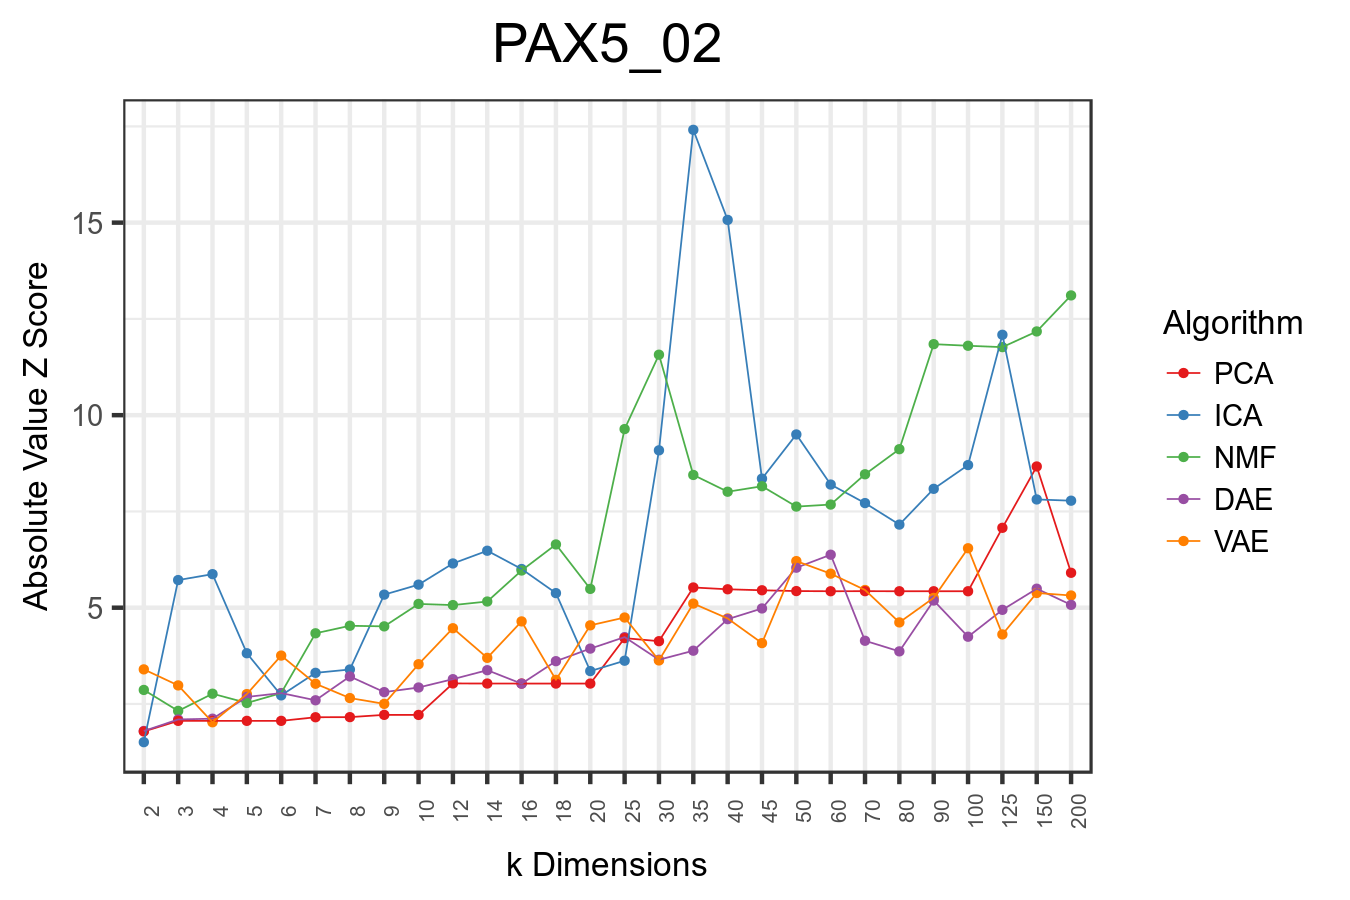 PAX5_02
Absolute Value Z Score
15
10
5
2 3 4 5 6 7 8 9 10 12 14 16 18 20 25 30 35 40 45 50 60 70 80 90 100 125 150 200
k Dimensions
Algorithm
PCA
ICA
NMF
DAE
VAE